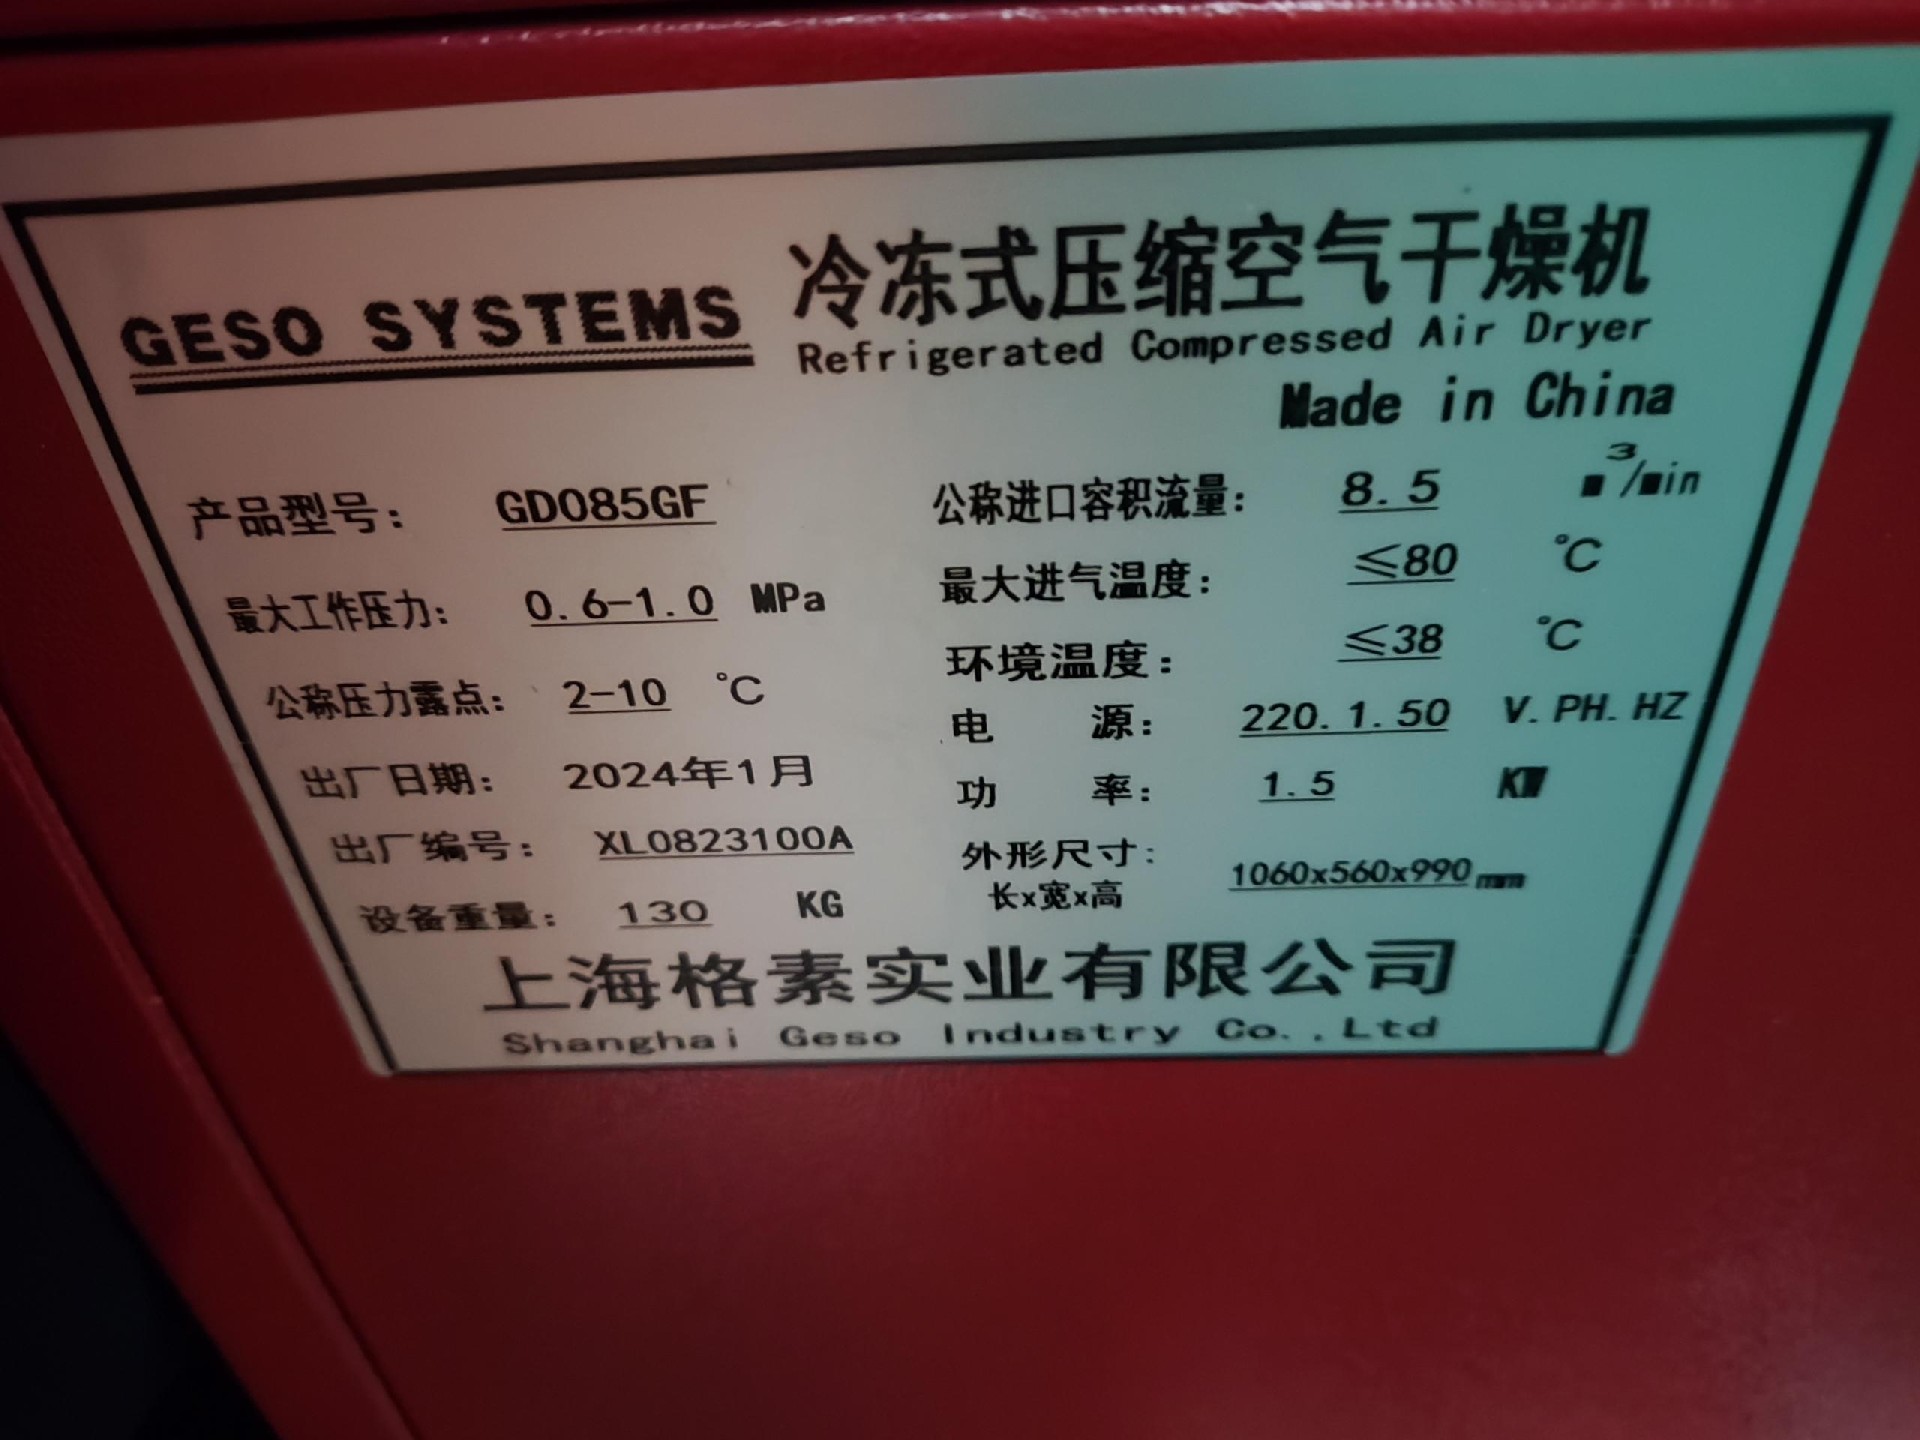 GESO SYSTEMS
冷冻式压缩空气干燥机
Refrigerated Compressed Air Dryer
Made in China
产品型号: GD085GF
最大工作压力: 0.6-1.0 MPa
公称压力露点: 2-10 ℃
出厂日期: 2024年1月
出厂编号: XL0823100A
设备重量: 130 KG
公称进口容积流量: 8.5 m³/min
最大进气温度: ≤80 ℃
环境温度: ≤38 ℃
电 源: 220.1.50 V.PH.HZ
功 率: 1.5 KW
外形尺寸: 1060x560x990mm
长x宽x高
上海格素实业有限公司
Shanghai Geso Industry Co.,Ltd